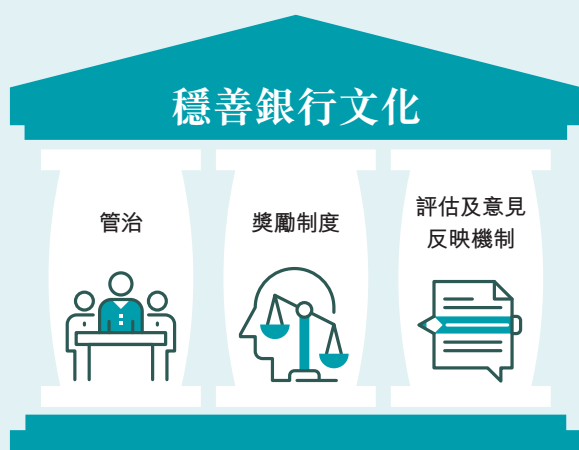 穩善銀行文化
管治
獎勵制度
評估及意見
反映機制